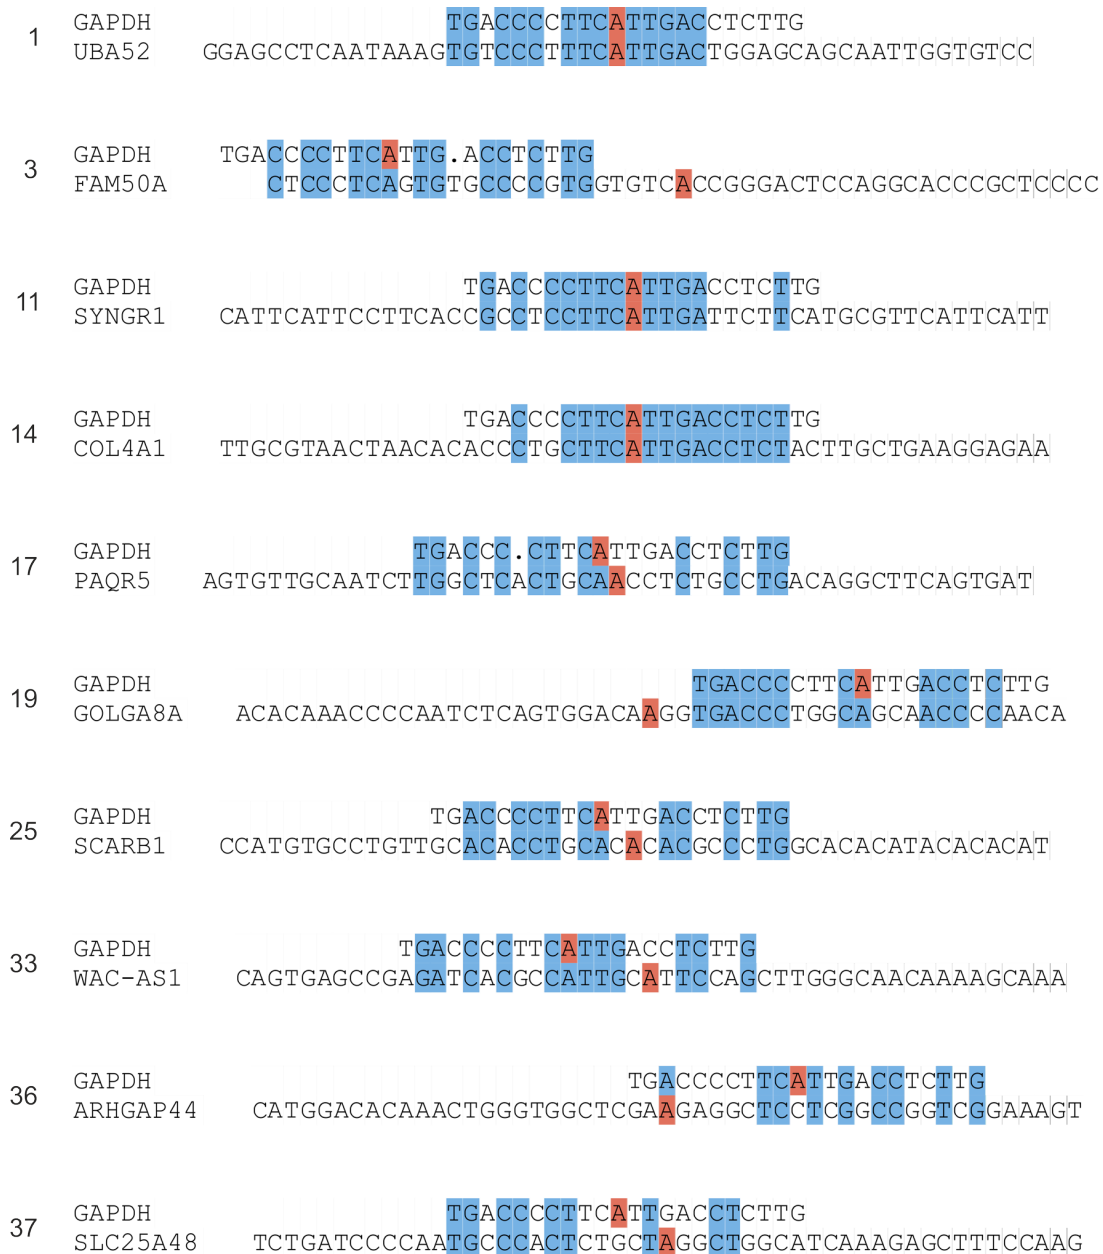 1 GAPDH TGACCCCTTCATTGACCTCTTG
UBA52 GGAGCCTCAATAAAGTGTCCCTTTCATTGACTGGAGCAGCAATTGGTGTCC
3 GAPDH TGACCCCTTCATTG.ACCTCTTG
FAM50A CTCCCTCAGTGTGCCCCGTGGTGTCACCGGGACTCCAGGCACCCGCTCCCC
11 GAPDH TGACCCCTTCATTGACCTCTTG
SYNGR1 CATTCATTCCTTCACCGCCTCCTTCATTGATTCTTCATGCGTTCATTCATT
14 GAPDH TGACCCCTTCATTGACCTCTTG
COL4A1 TTGCGTAACTAACACACCCTGCTTCATTGACCTCTACTTGCTGAAGGAGAA
17 GAPDH TGACCC.CTTCATTGACCTCTTG
PAQR5 AGTGTTGCAATCTTGGCTCACTGCAACCTCTGCCTGACAGGCTTCAGTGAT
19 GAPDH TGACCCCTTCATTGACCTCTTG
GOLGA8A ACACAAACCCCAATCTCAGTGGACAAGGTGACCCTGGCAGCAACCCCAACA
25 GAPDH TGACCCCTTCATTGACCTCTTG
SCARB1 CCATGTGCCTGTTGCACACCTGCACACACGCCCTGGCACACATACACACAT
33 GAPDH TGACCCCTTCATTGACCTCTTG
WAC-AS1 CAGTGAGCCGAGATCACGCCATTGCATTCCAGCTTGGGCAACAAAAGCAAA
36 GAPDH TGACCCCTTCATTGACCTCTTG
ARHGAP44 CATGGACACAAACTGGGTGGCTCGAAGAGGCTCCTCGGCCGGTCGGAAAGT
37 GAPDH TGACCCCTTCATTGACCTCTTG
SLC25A48 TCTGATCCCCAATGCCCACTCTGCTAGGCTGGCATCAAAGAGCTTTCCAAG